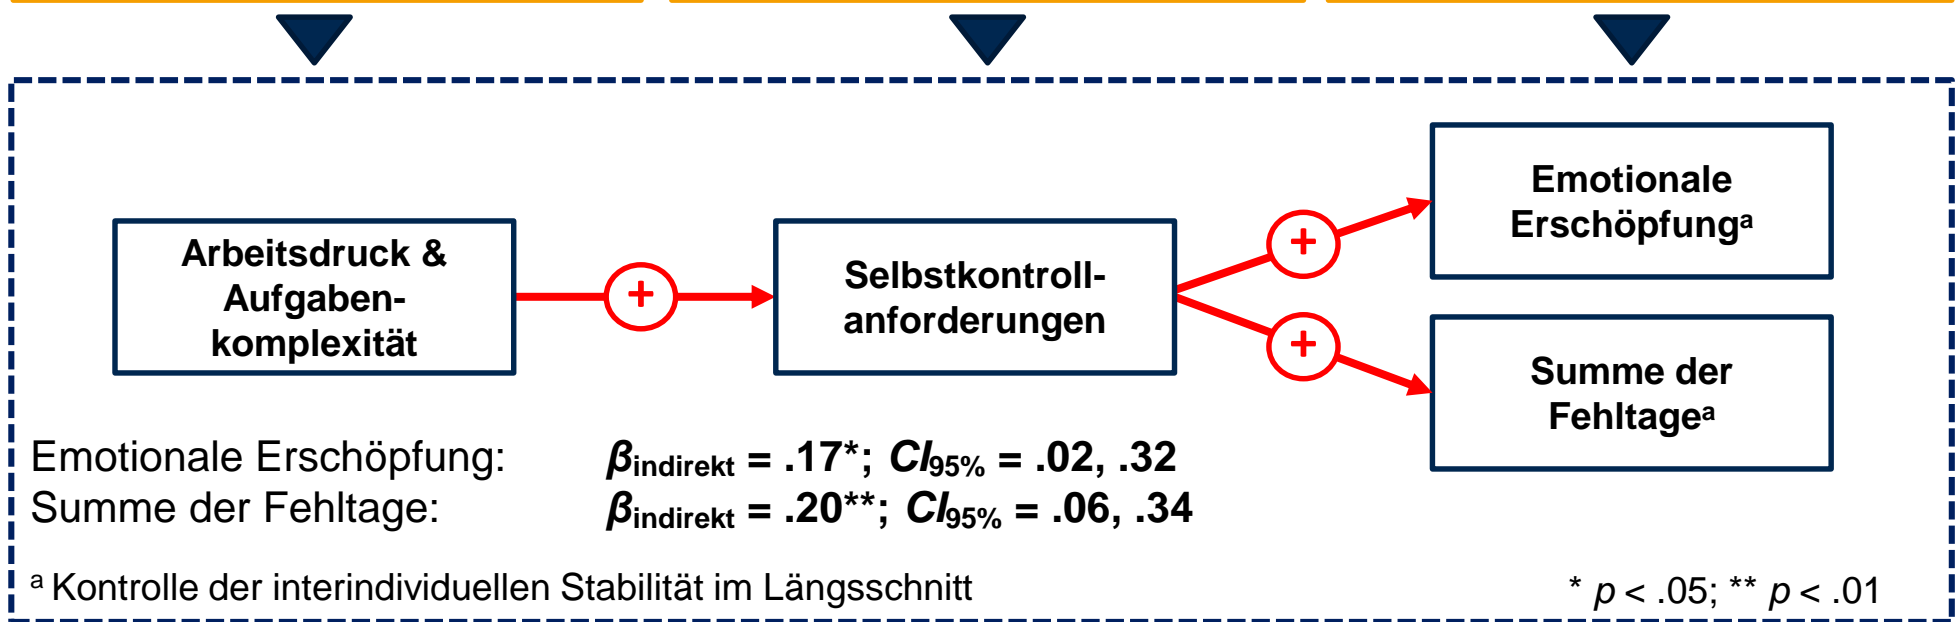 Arbeitsdruck &
Aufgaben-
komplexität
+
Selbstkontroll-
anforderungen
+
+
Emotionale
Erschöpfungᵃ
Summe der
Fehltageᵃ
Emotionale Erschöpfung: βindirekt = .17*; CI95% = .02, .32
Summe der Fehltage: βindirekt = .20**; CI95% = .06, .34
ᵃ Kontrolle der interindividuellen Stabilität im Längsschnitt
* p < .05; ** p < .01